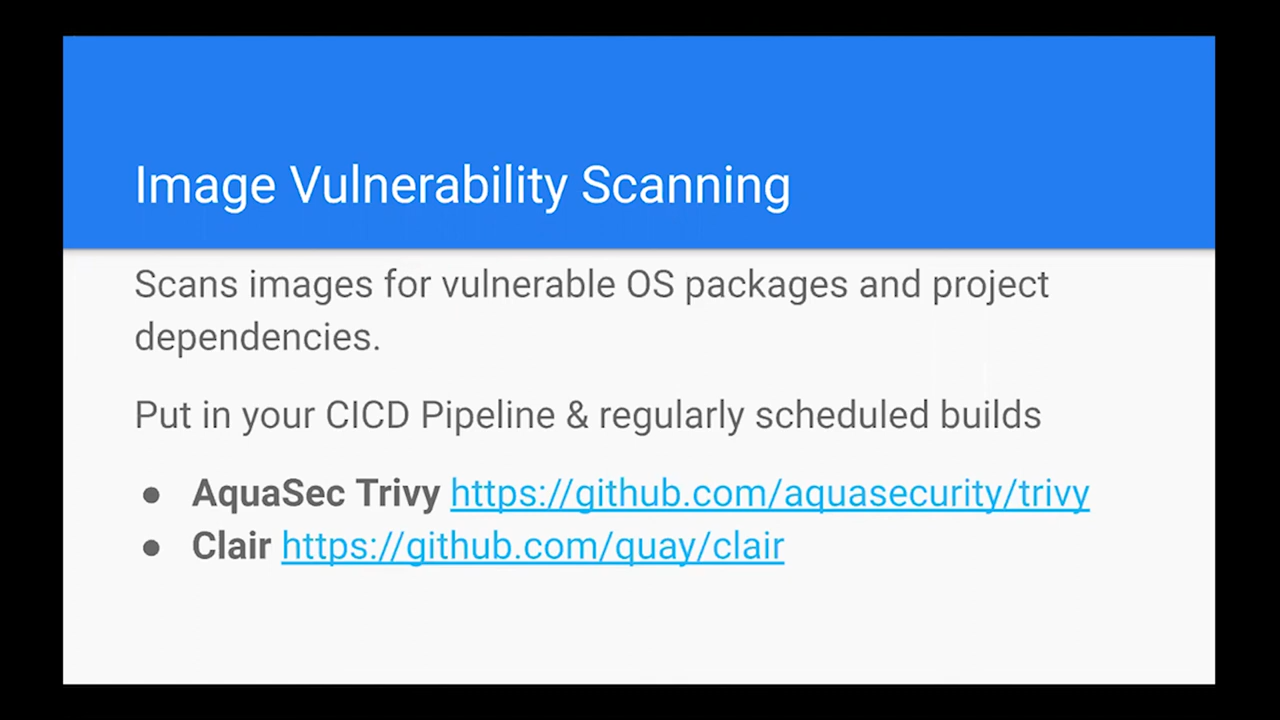 Image Vulnerability Scanning
Scans images for vulnerable OS packages and project
dependencies.
Put in your CICD Pipeline & regularly scheduled builds
● AquaSec Trivy https://github.com/aquasecurity/trivy
● Clair https://github.com/quay/clair